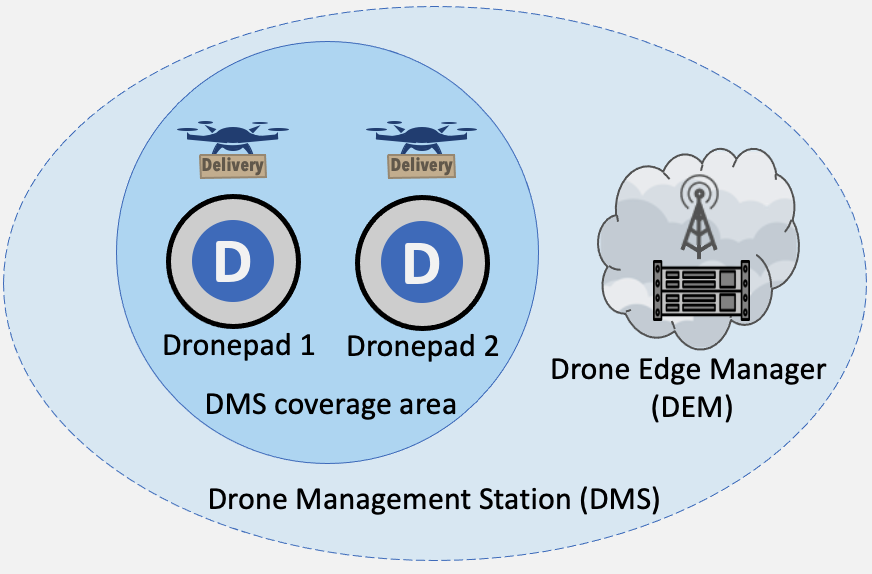 Delivery Delivery
D D
Dronepad 1 Dronepad 2
DMS coverage area
Drone Edge Manager
(DEM)
Drone Management Station (DMS)